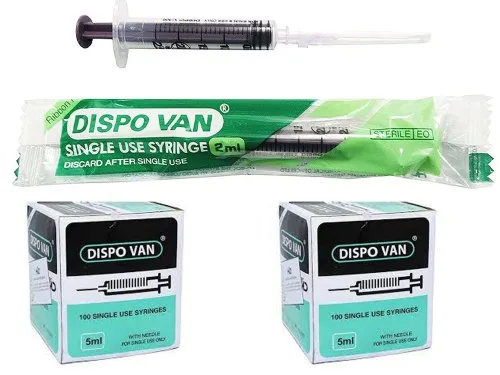 DISPO VAN®
SINGLE USE SYRINGE 2ml
DISCARD AFTER SINGLE USE
STERILE EO
DISPO VAN®
100 SINGLE USE SYRINGES
5ml
WITH NEEDLE
FOR SINGLE USE ONLY
DISPO VAN®
100 SINGLE USE SYRINGES
5ml
WITH NEEDLE
FOR SINGLE USE ONLY